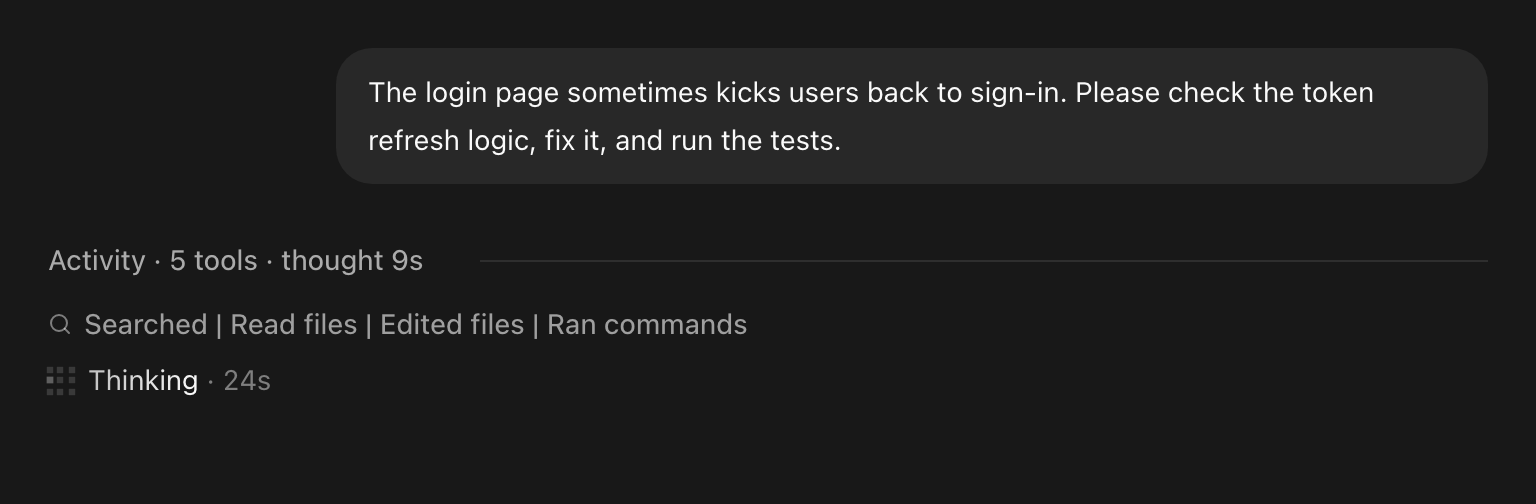 The login page sometimes kicks users back to sign-in. Please check the token
refresh logic, fix it, and run the tests.
Activity · 5 tools · thought 9s
Searched | Read files | Edited files | Ran commands
Thinking · 24s